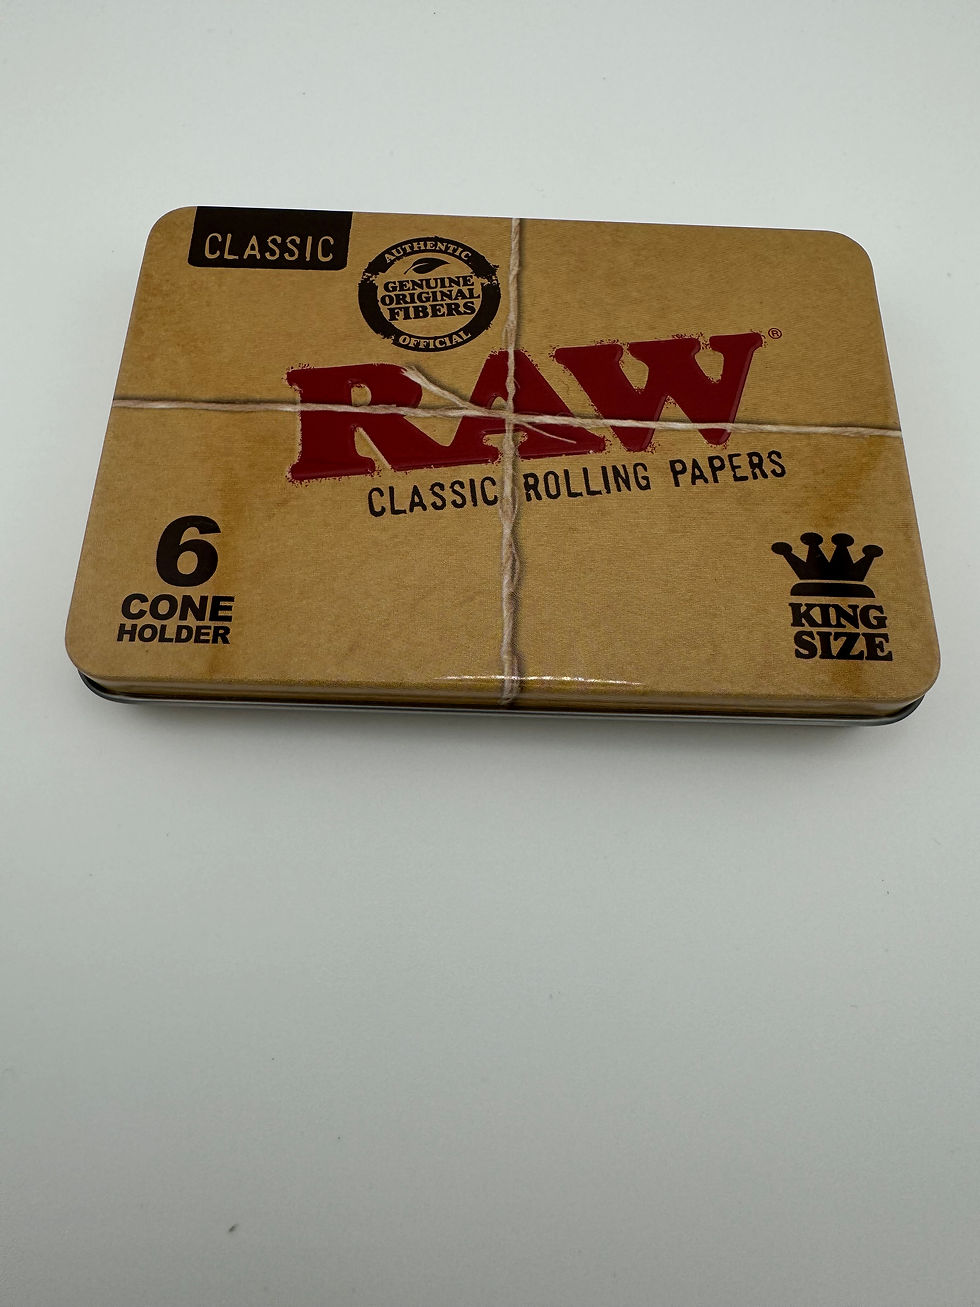 CLASSIC
AUTHENTIC
GENUINE
ORIGINAL
FIBERS
OFFICIAL
RAW®
CLASSIC ROLLING PAPERS
6
CONE
HOLDER
KING
SIZE